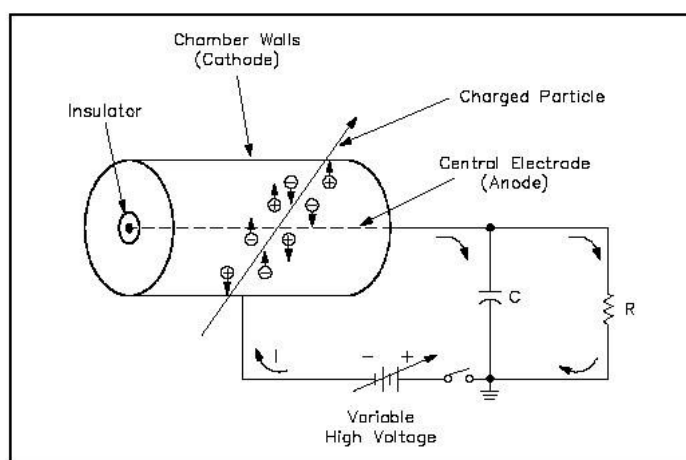 Chamber Walls
(Cathode)
Insulator
Charged Particle
Central Electrode
(Anode)
C
R
I
- +
Variable
High Voltage